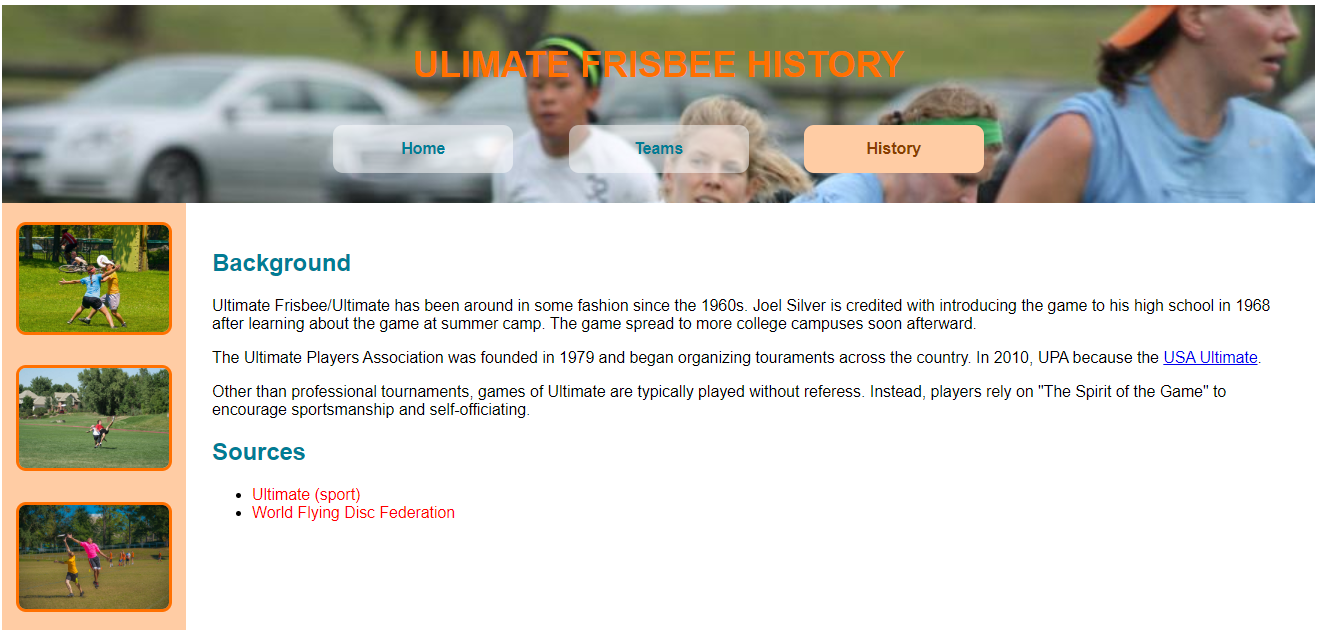 ULIMATE FRISBEE HISTORY
Home
Teams
History
Background
Ultimate Frisbee/Ultimate has been around in some fashion since the 1960s. Joel Silver is credited with introducing the game to his high school in 1968
after learning about the game at summer camp. The game spread to more college campuses soon afterward.
The Ultimate Players Association was founded in 1979 and began organizing touraments across the country. In 2010, UPA because the USA Ultimate.
Other than professional tournaments, games of Ultimate are typically played without referess. Instead, players rely on "The Spirit of the Game" to
encourage sportsmanship and self-officiating.
Sources
Ultimate (sport)
World Flying Disc Federation